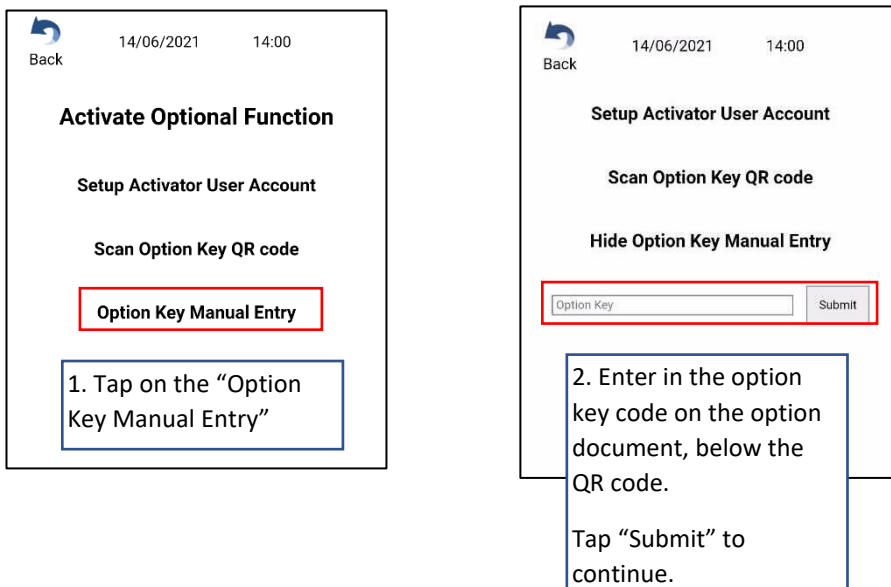 14/06/2021 14:00
Back
Activate Optional Function
Setup Activator User Account
Scan Option Key QR code
Option Key Manual Entry
1. Tap on the “Option
Key Manual Entry”
14/06/2021 14:00
Back
Setup Activator User Account
Scan Option Key QR code
Hide Option Key Manual Entry
Option Key Submit
2. Enter in the option
key code on the option
document, below the
QR code.
Tap “Submit” to
continue.